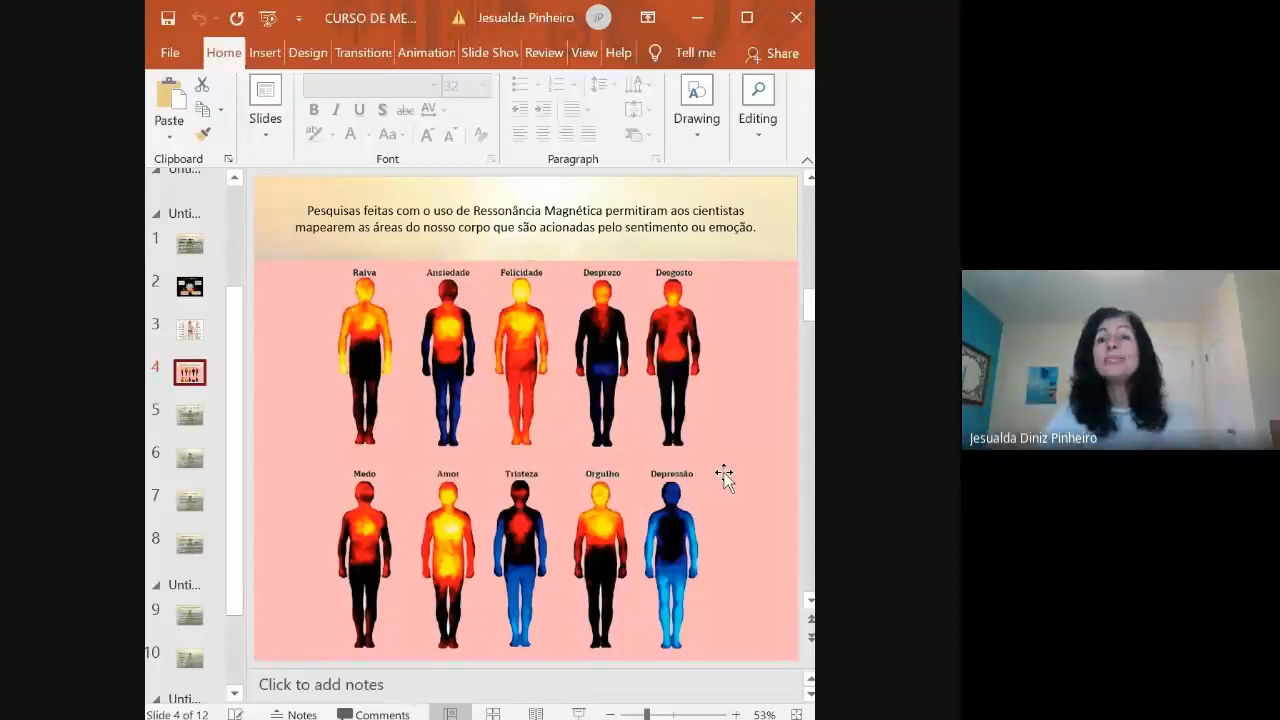 CURSO DE ME...
Jesualda Pinheiro
JP
File
Home
Insert
Design
Transitions
Animation
Slide Shov
Review
View
Help
Tell me
Share
Paste
Clipboard
Slides
32
Font
Paragraph
Drawing
Editing
Unti...
Unti...
1
2
3
4
5
6
7
8
Unti...
9
10
Unti...
Pesquisas feitas com o uso de Ressonância Magnética permitiram aos cientistas
mapearem as áreas do nosso corpo que são acionadas pelo sentimento ou emoção.
Raiva Ansiedade Felicidade Desprezo Desgosto
Medo Amor Tristeza Orgulho Depressão
Jesualda Diniz Pinheiro
Click to add notes
Slide 4 of 12
Notes
Comments
53%